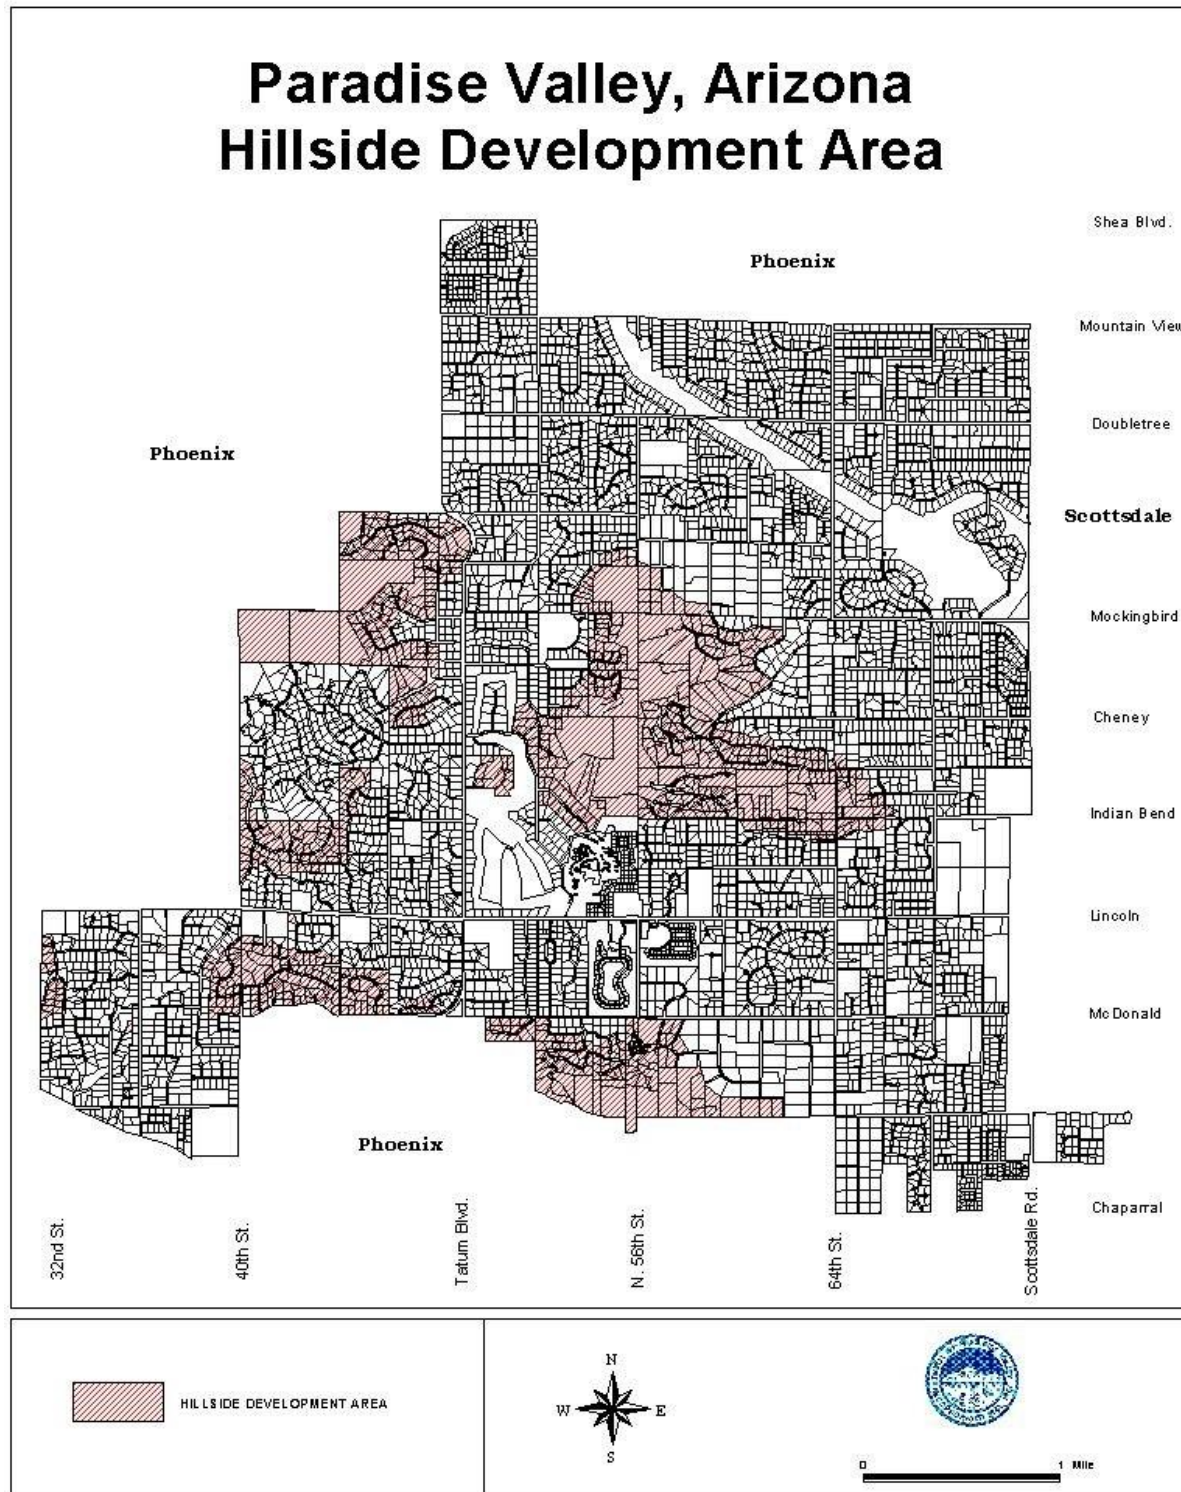 Paradise Valley, Arizona
Hillside Development Area
Shea Blvd.
Phoenix
Mountain View
Doubletree
Phoenix
Scottsdale
Mockingbird
Cheney
Indian Bend
Lincoln
McDonald
Phoenix
Chaparral
32nd St.
40th St.
Tatum Blvd.
N. 56th St.
64th St.
Scottsdale Rd.
HILLSIDE DEVELOPMENT AREA
N
W E
S
0 1 Mile